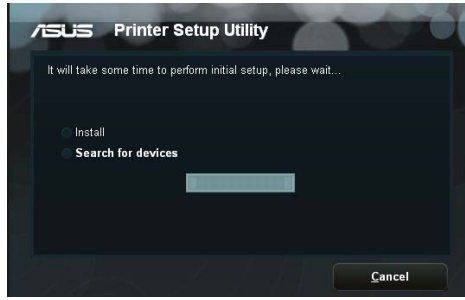 ASUS Printer Setup Utility
It will take some time to perform initial setup, please wait...
Install
Search for devices
Cancel